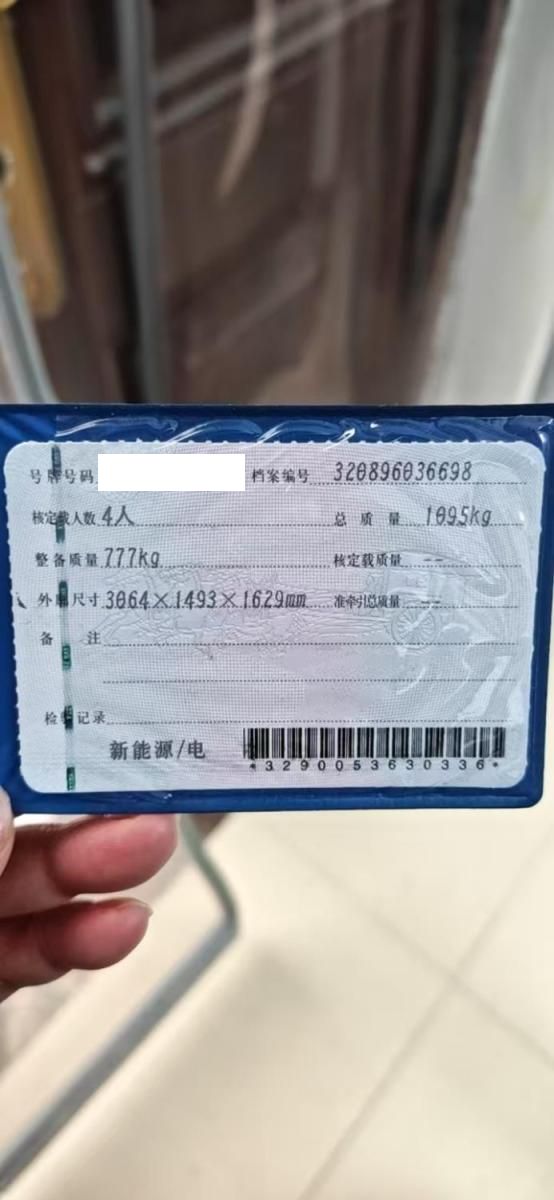 号牌号码 档案编号 320896036698
核定载人数 4人 总质量 1095kg
整备质量 777kg 核定载质量 --
外廓尺寸 3064×1493×1629mm 准牵引总质量 --
备注
检验记录
新能源/电
*3290053630336*